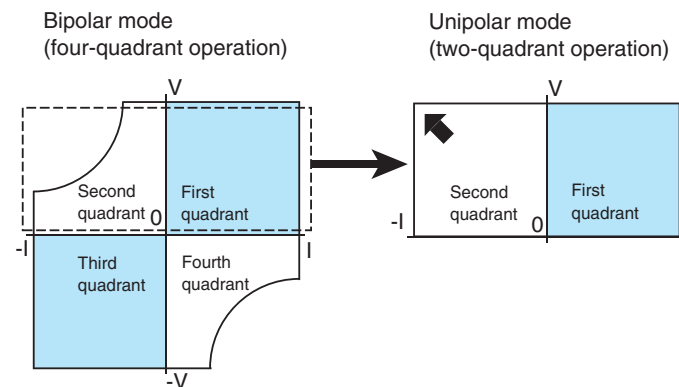 Bipolar mode
(four-quadrant operation)
V
Second
quadrant
0
First
quadrant
-I
I
Third
quadrant
Fourth
quadrant
-V
Unipolar mode
(two-quadrant operation)
V
Second
quadrant
First
quadrant
-I
0